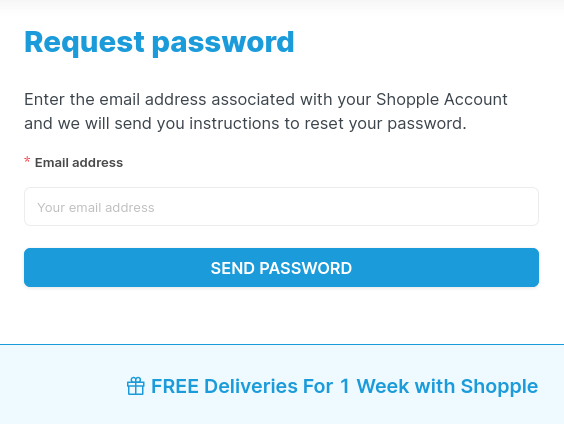 Request password
Enter the email address associated with your Shopple Account
and we will send you instructions to reset your password.
* Email address
Your email address
SEND PASSWORD
FREE Deliveries For 1 Week with Shopple